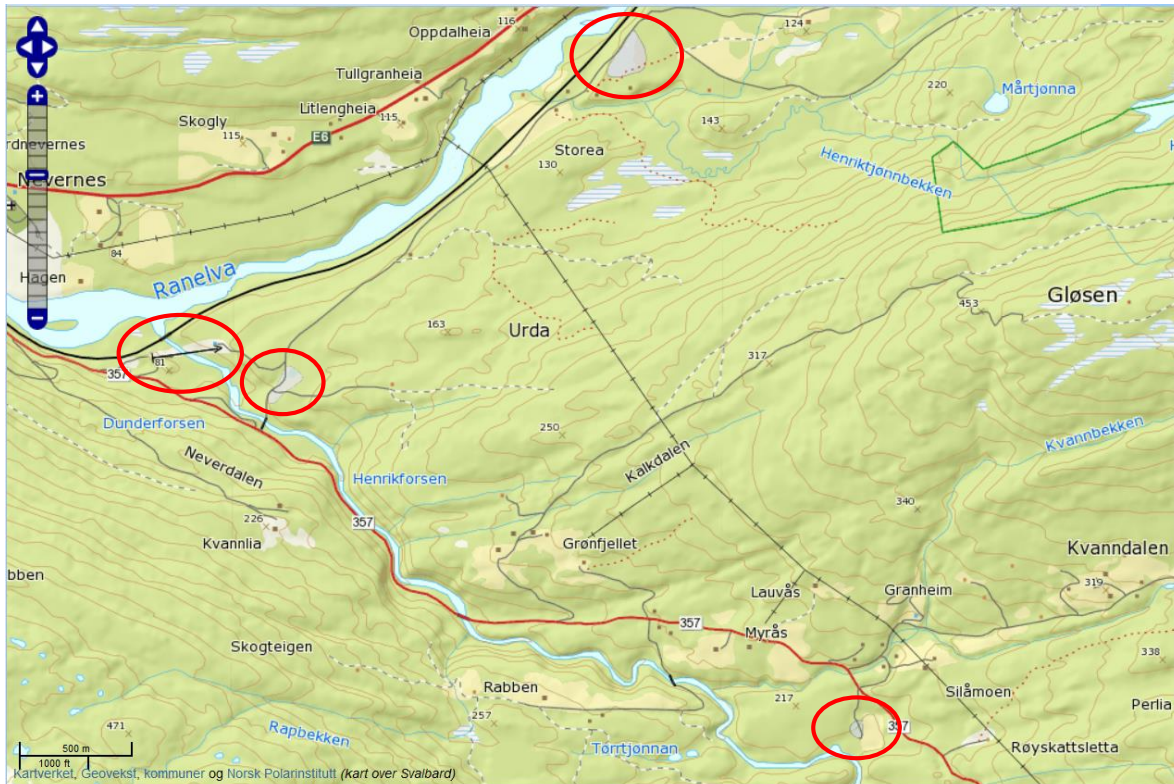 116
Oppdalheia
124
Tullgranheia
Litlengheia
115
Skogly
115
E6
220
Mårtjønna
143
rdnevernes
Storea
130
Henriktjønnbekken
Nevernes
84
Hagen
Ranelva
Gløsen
453
163
Urda
317
81
357
Dunderforsen
250
Kvannbekken
Neverdalen
Kalkdalen
Henrikforsen
340
357
226
Kvannlia
Grønfjellet
Kvanndalen
bben
319
Lauvås
Granheim
357
Myrås
Skogteigen
338
Rabben
217
Silåmoen
Perlia
257
471
Rapbekken
357
Tørrtjønnan
Røyskattsletta
500 m
1000 ft
Kartverket, Geovekst, kommuner og Norsk Polarinstitutt (kart over Svalbard)